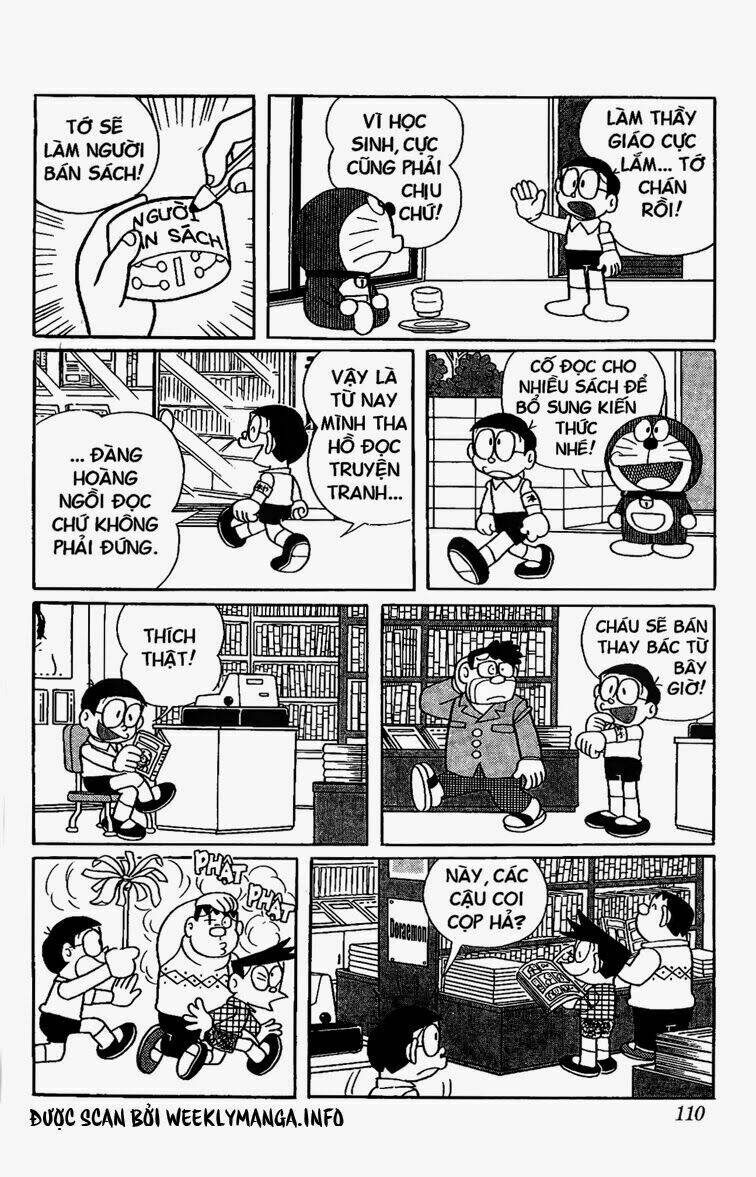 LÀM THẦY
GIÁO CỰC
LẮM... TỚ
CHÁN
RỒI!
VÌ HỌC
SINH, CỰC
CŨNG PHẢI
CHỊU
CHỨ!
TỚ SẼ
LÀM NGƯỜI
BÁN SÁCH!
NGƯỜI
ÁN SÁCH
CỐ ĐỌC CHO
NHIỀU SÁCH ĐỂ
BỔ SUNG KIẾN
THỨC
NHÉ!
VẬY LÀ
TỪ NAY
MÌNH THA
HỒ ĐỌC
TRUYỆN
TRANH...
... ĐÀNG
HOÀNG
NGỒI ĐỌC
CHỨ KHÔNG
PHẢI ĐỨNG.
CHÁU SẼ BÁN
THAY BÁC TỪ
BÂY
GIỜ!
THÍCH
THẬT!
NÀY, CÁC
CẬU COI
CỌP HẢ?
Doraemon
PHẬT
PHẬT
ĐƯỢC SCAN BỞI WEEKLYMANGA.INFO
110